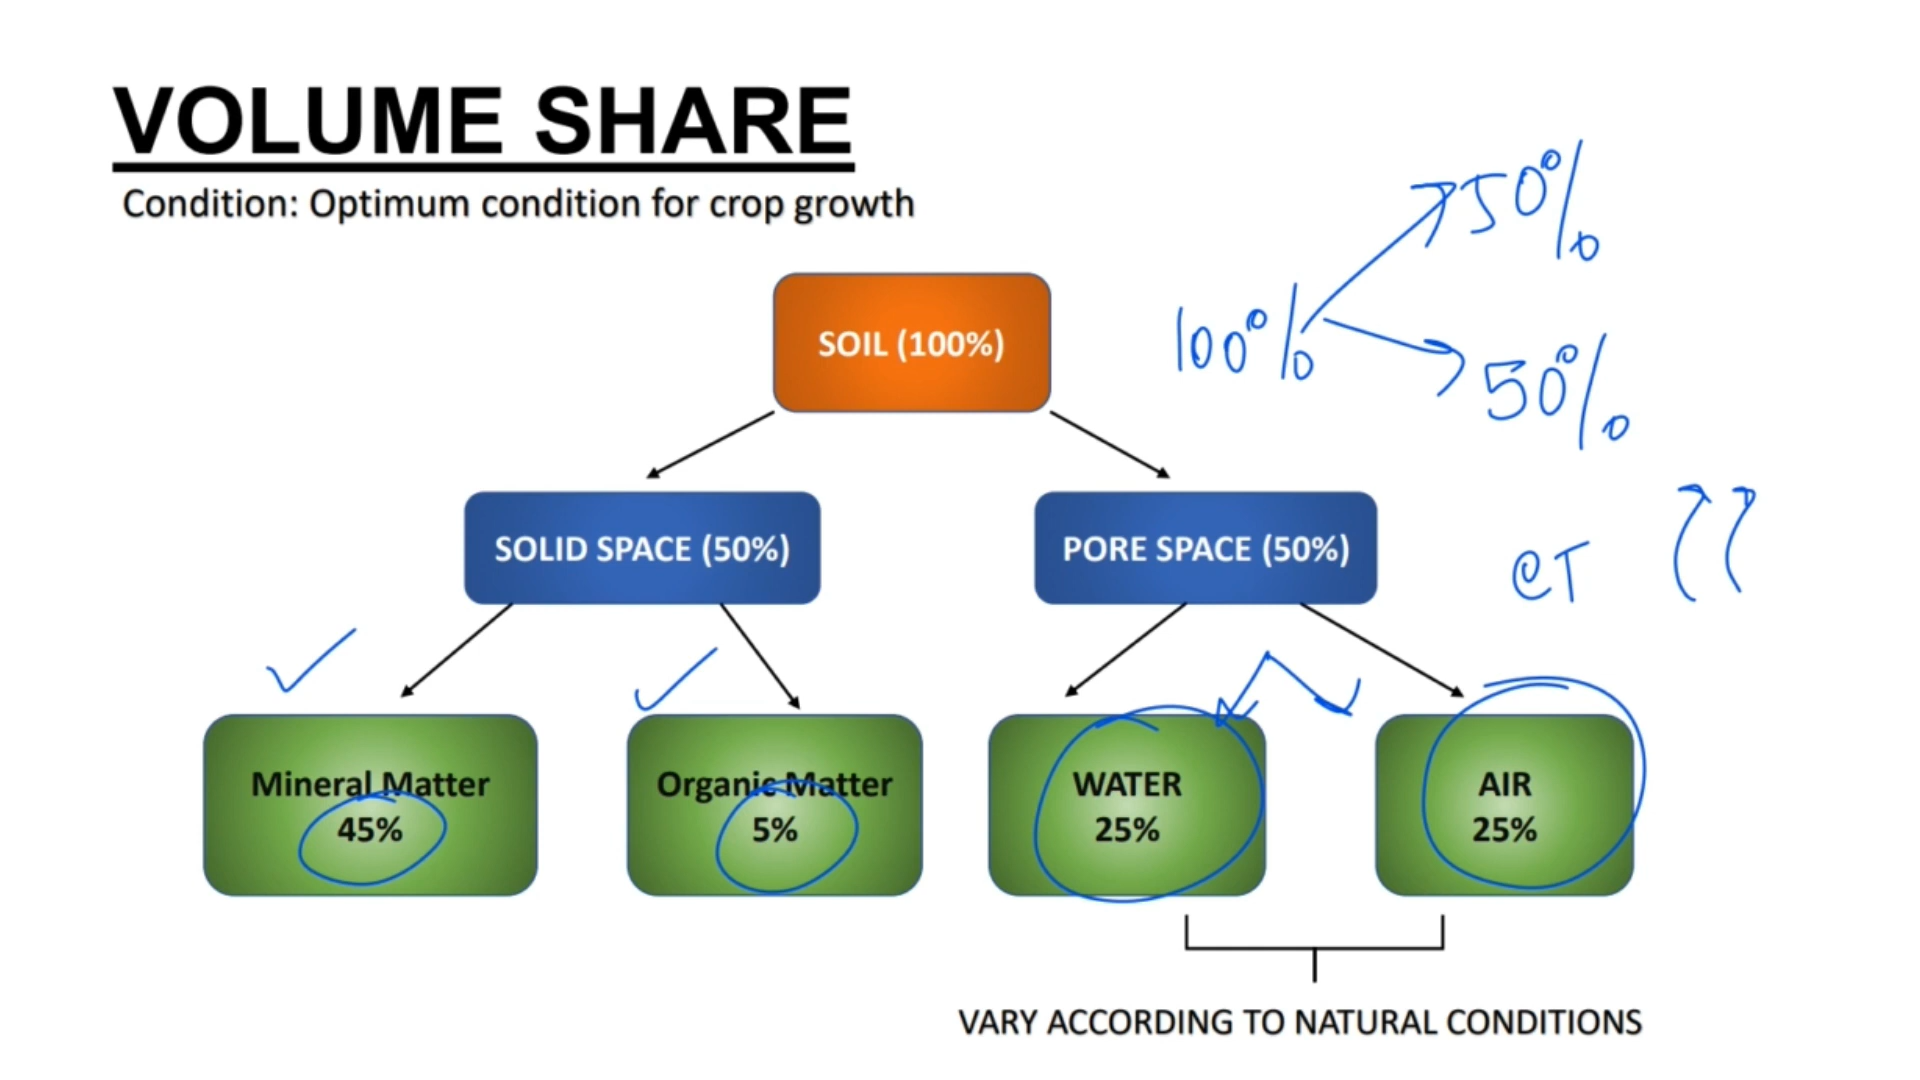 VOLUME SHARE
Condition: Optimum condition for crop growth
50%
SOIL (100%)
100%
50%
SOLID SPACE (50%)
PORE SPACE (50%)
eT
Mineral Matter
45%
Organic Matter
5%
WATER
25%
AIR
25%
VARY ACCORDING TO NATURAL CONDITIONS